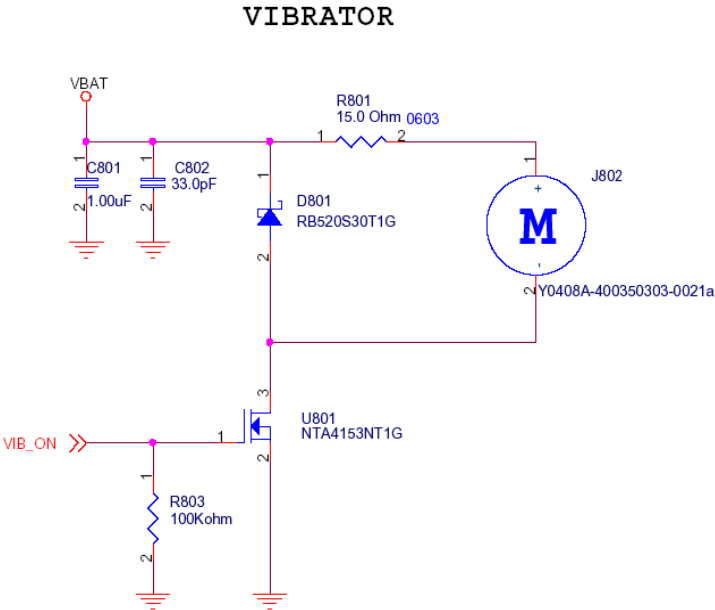 VIBRATOR
VBAT
R801
15.0 Ohm 0603
1 2
1 C801
2 1.00uF
1 C802
2 33.0pF
1 D801
RB520S30T1G
2
1 J802
+
M
-
2 Y0408A-400350303-0021a
3
U801
NTA4153NT1G
VIB_ON
1
2
1
R803
100Kohm
2